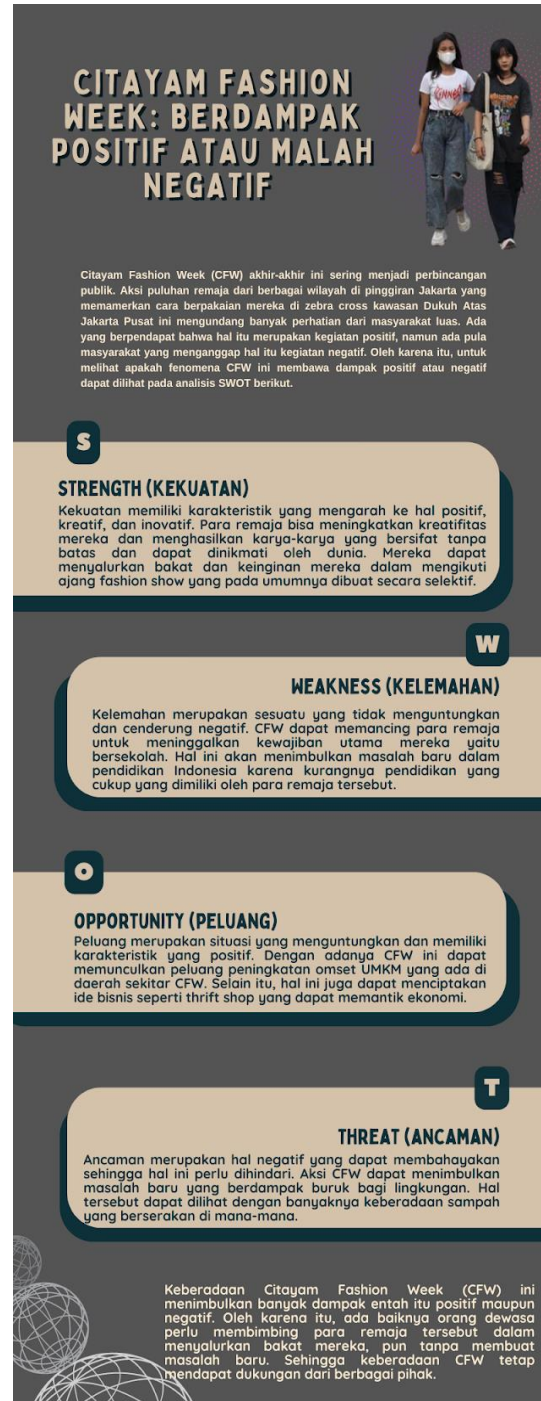 CITAYAM FASHION
WEEK: BERDAMPAK
POSITIF ATAU MALAH
NEGATIF
Citayam Fashion Week (CFW) akhir-akhir ini sering menjadi perbincangan
publik. Aksi puluhan remaja dari berbagai wilayah di pinggiran Jakarta yang
memamerkan cara berpakaian mereka di zebra cross kawasan Dukuh Atas
Jakarta Pusat ini mengundang banyak perhatian dari masyarakat luas. Ada
yang berpendapat bahwa hal itu merupakan kegiatan positif, namun ada pula
masyarakat yang menganggap hal itu kegiatan negatif. Oleh karena itu, untuk
melihat apakah fenomena CFW ini membawa dampak positif atau negatif
dapat dilihat pada analisis SWOT berikut.
S
STRENGTH (KEKUATAN)
Kekuatan memiliki karakteristik yang mengarah ke hal positif,
kreatif, dan inovatif. Para remaja bisa meningkatkan kreatifitas
mereka dan menghasilkan karya-karya yang bersifat tanpa
batas dan dapat dinikmati oleh dunia. Mereka dapat
menyalurkan bakat dan keinginan mereka dalam mengikuti
ajang fashion show yang pada umumnya dibuat secara selektif.
W
WEAKNESS (KELEMAHAN)
Kelemahan merupakan sesuatu yang tidak menguntungkan
dan cenderung negatif. CFW dapat memancing para remaja
untuk meninggalkan kewajiban utama mereka yaitu
bersekolah. Hal ini akan menimbulkan masalah baru dalam
pendidikan Indonesia karena kurangnya pendidikan yang
cukup yang dimiliki oleh para remaja tersebut.
O
OPPORTUNITY (PELUANG)
Peluang merupakan situasi yang menguntungkan dan memiliki
karakteristik yang positif. Dengan adanya CFW ini dapat
memunculkan peluang peningkatan omset UMKM yang ada di
daerah sekitar CFW. Selain itu, hal ini juga dapat menciptakan
ide bisnis seperti thrift shop yang dapat memantik ekonomi.
T
THREAT (ANCAMAN)
Ancaman merupakan hal negatif yang dapat membahayakan
sehingga hal ini perlu dihindari. Aksi CFW dapat menimbulkan
masalah baru yang berdampak buruk bagi lingkungan. Hal
tersebut dapat dilihat dengan banyaknya keberadaan sampah
yang berserakan di mana-mana.
Keberadaan Citayam Fashion Week (CFW) ini
menimbulkan banyak dampak entah itu positif maupun
negatif. Oleh karena itu, ada baiknya orang dewasa
perlu membimbing para remaja tersebut dalam
menyalurkan bakat mereka, pun tanpa membuat
masalah baru. Sehingga keberadaan CFW tetap
mendapat dukungan dari berbagai pihak.